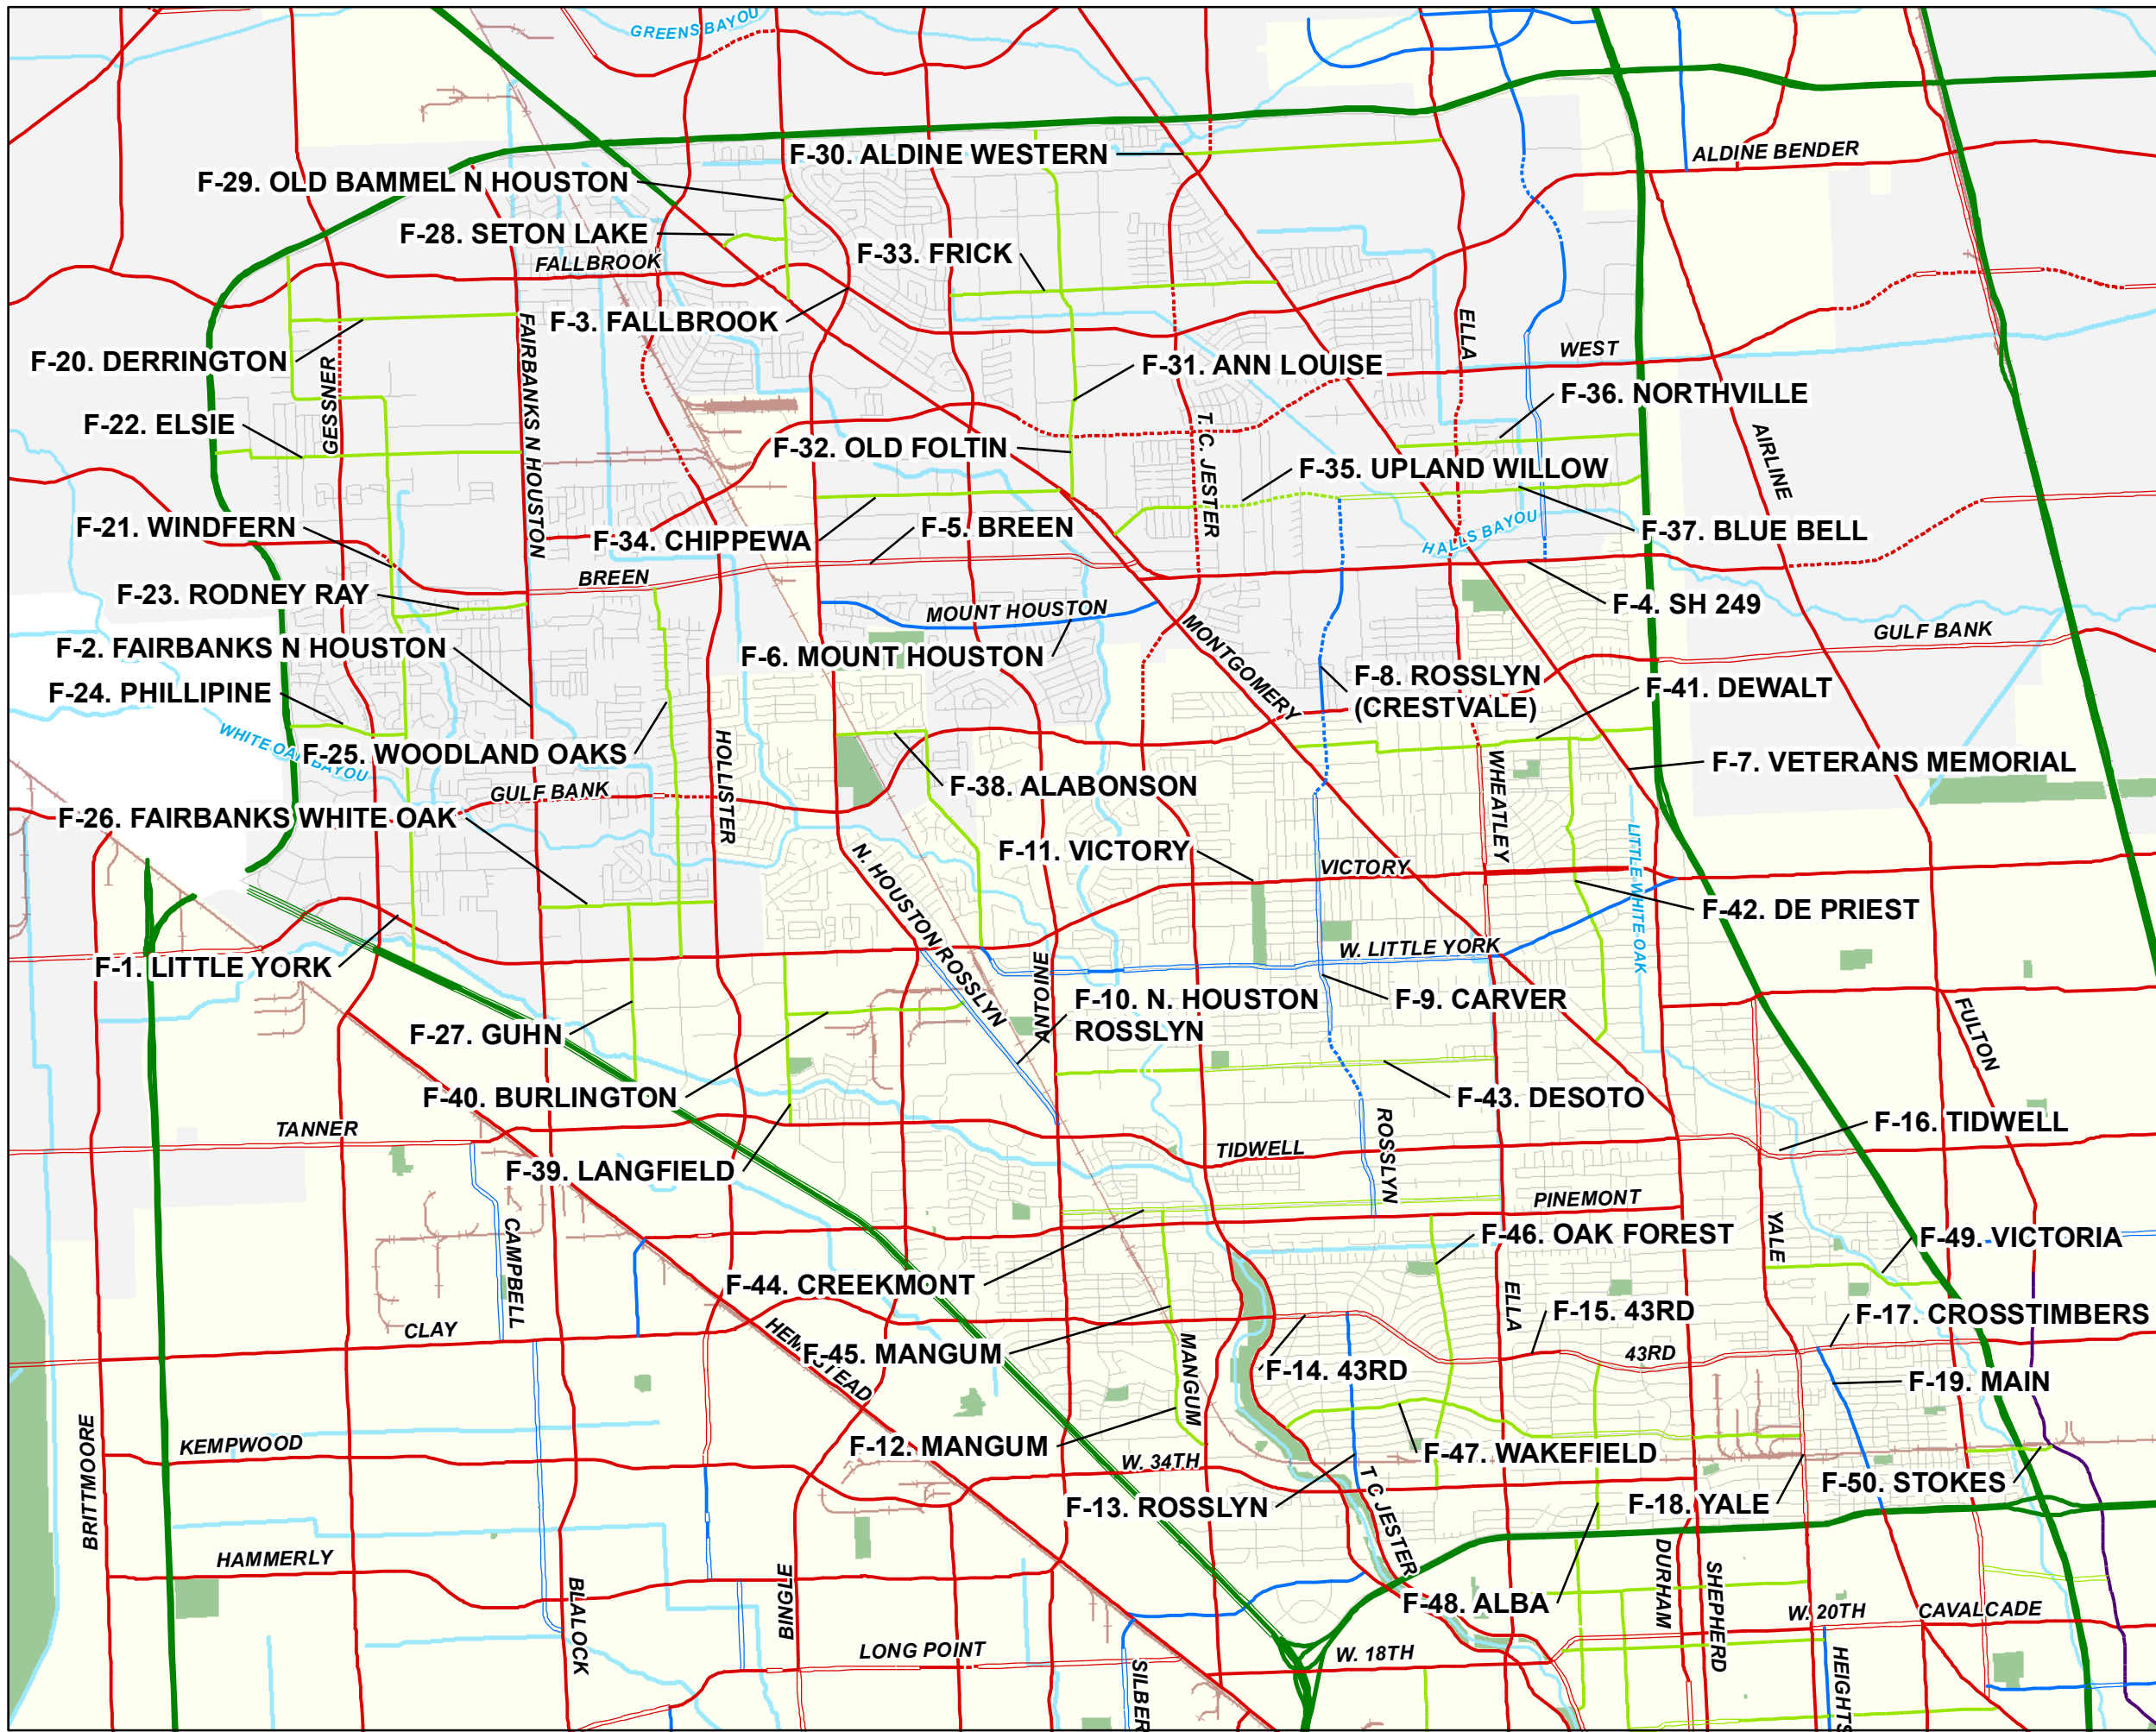 GREENS BAYOU
F-30. ALDINE WESTERN
ALDINE BENDER
F-29. OLD BAMMEL N HOUSTON
F-28. SETON LAKE
F-33. FRICK
FALLBROOK
F-3. FALLBROOK
FAIRBANKS N HOUSTON
ELLA
WEST
F-20. DERRINGTON
GESSNER
F-31. ANN LOUISE
F-36. NORTHVILLE
F-22. ELSIE
T. C. JESTER
AIRLINE
F-32. OLD FOLTIN
F-35. UPLAND WILLOW
F-21. WINDFERN
F-34. CHIPPEWA
F-5. BREEN
HALLS BAYOU
F-37. BLUE BELL
BREEN
F-23. RODNEY RAY
MOUNT HOUSTON
F-4. SH 249
GULF BANK
F-2. FAIRBANKS N HOUSTON
F-6. MOUNT HOUSTON
MONTGOMERY
F-8. ROSSLYN
(CRESTVALE)
F-41. DEWALT
F-24. PHILLIPINE
WHITE OAK BAYOU
F-25. WOODLAND OAKS
HOLLISTER
WHEATLEY
F-7. VETERANS MEMORIAL
F-38. ALABONSON
GULF BANK
F-26. FAIRBANKS WHITE OAK
LITTLE WHITE OAK
N. HOUSTON ROSSLYN
F-11. VICTORY
VICTORY
F-42. DE PRIEST
W. LITTLE YORK
F-1. LITTLE YORK
ANTOINE
F-10. N. HOUSTON
ROSSLYN
F-9. CARVER
FULTON
F-27. GUHN
F-40. BURLINGTON
F-43. DESOTO
TANNER
ROSSLYN
F-16. TIDWELL
TIDWELL
F-39. LANGFIELD
PINEMONT
CAMPBELL
YALE
F-46. OAK FOREST
F-49. VICTORIA
F-44. CREEKMONT
ELLA
F-15. 43RD
F-17. CROSSTIMBERS
CLAY
HEMPSTEAD
F-45. MANGUM
MANGUM
43RD
F-14. 43RD
F-19. MAIN
BRITTMOORE
KEMPWOOD
F-12. MANGUM
W. 34TH
F-47. WAKEFIELD
T C JESTER
F-50. STOKES
F-13. ROSSLYN
F-18. YALE
HAMMERLY
BLALOCK
BINGLE
DURHAM
SHEPHERD
F-48. ALBA
W. 20TH
CAVALCADE
LONG POINT
SILBER
W. 18TH
HEIGHTS